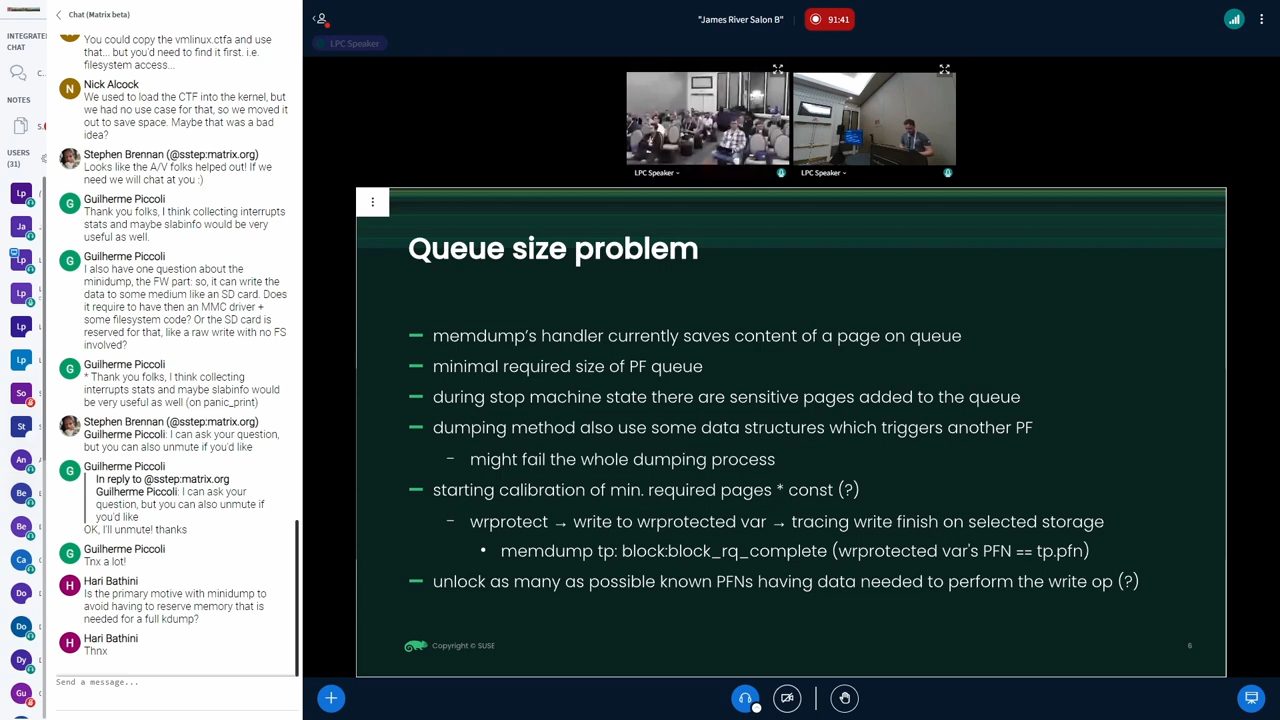 INTEGRATED
CHAT
C..
NOTES
S.
USERS
(31)
Lp
Ja
Lp
Lp
Lp
Lp
So
St
An
Be
Be
Ca
Do
Do
Dy
Gu
Chat (Matrix beta)
You could copy the vmlinux.ctfa and use
that... but you'd need to find it first. i.e.
filesystem access...
N
Nick Alcock
We used to load the CTF into the kernel, but
we had no use case for that, so we moved it
out to save space. Maybe that was a bad
idea?
Stephen Brennan (@sstep:matrix.org)
Looks like the A/V folks helped out! If we
need we will chat at you :)
G
Guilherme Piccoli
Thank you folks, I think collecting interrupts
stats and maybe slabinfo would be very
useful as well.
G
Guilherme Piccoli
I also have one question about the
minidump, the FW part: so, it can write the
data to some medium like an SD card. Does
it require to have then an MMC driver +
some filesystem code? Or the SD card is
reserved for that, like a raw write with no FS
involved?
G
Guilherme Piccoli
* Thank you folks, I think collecting
interrupts stats and maybe slabinfo would
be very useful as well (on panic_print)
Stephen Brennan (@sstep:matrix.org)
Guilherme Piccoli: I can ask your question,
but you can also unmute if you'd like
G
Guilherme Piccoli
In reply to @sstep:matrix.org
Guilherme Piccoli: I can ask your
question, but you can also unmute if
you'd like
OK, I'll unmute! thanks
G
Guilherme Piccoli
Tnx a lot!
H
Hari Bathini
Is the primary motive with minidump to
avoid having to reserve memory that is
needed for a full kdump?
H
Hari Bathini
Thnx
Send a message...
"James River Salon B"
91:41
LPC Speaker
LPC Speaker
LPC Speaker
Queue size problem
— memdump's handler currently saves content of a page on queue
— minimal required size of PF queue
— during stop machine state there are sensitive pages added to the queue
— dumping method also use some data structures which triggers another PF
– might fail the whole dumping process
— starting calibration of min. required pages * const (?)
– wrprotect → write to wrprotected var → tracing write finish on selected storage
• memdump tp: block:block_rq_complete (wrprotected var's PFN == tp.pfn)
— unlock as many as possible known PFNs having data needed to perform the write op (?)
Copyright © SUSE
6